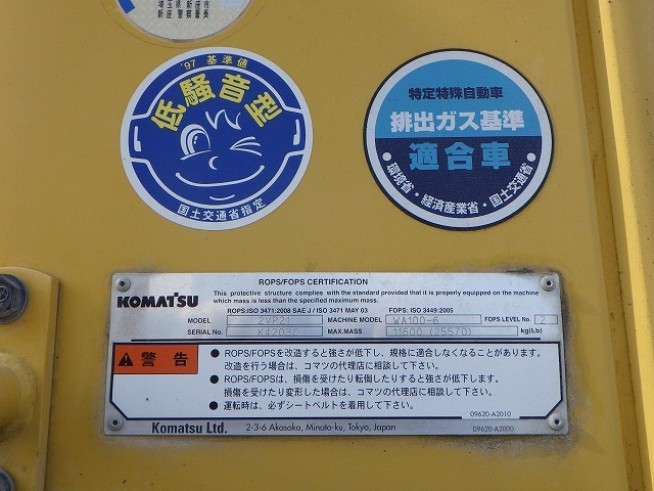 '97 基準値
低騒音型
国土交通省指定
特定特殊自動車
排出ガス基準
適合車
・環境省・経済産業省・国土交通省・
ROPS/FOPS CERTIFICATION
KOMATSU
This protective structure complies with the standard provided that it is properly equipped on the machine
which mass is less than the specified maximum mass.
ROPS:ISO 3471:2008 SAE J / ISO 3471 MAY 03 FOPS: ISO 3449:2005
MODEL 2VP21 MACHINE MODEL WA100-6 FOPS LEVEL No. 2
SERIAL No. MAX.MASS 11600 (25570) kg(Lb)
警告
● ROPS/FOPSを改造すると強さが低下し、規格に適合しなくなることがあります。
改造を行う場合は、コマツの代理店に相談して下さい。
● ROPS/FOPSは、損傷を受けたり転倒したりすると強さが低下します。
損傷を受けたり変形した場合は、コマツの代理店に相談して下さい。
● 運転時は、必ずシートベルトを着用して下さい。
09620-A2010
Komatsu Ltd. 2-3-6 Akasaka, Minato-ku, Tokyo, Japan 09620-A2000